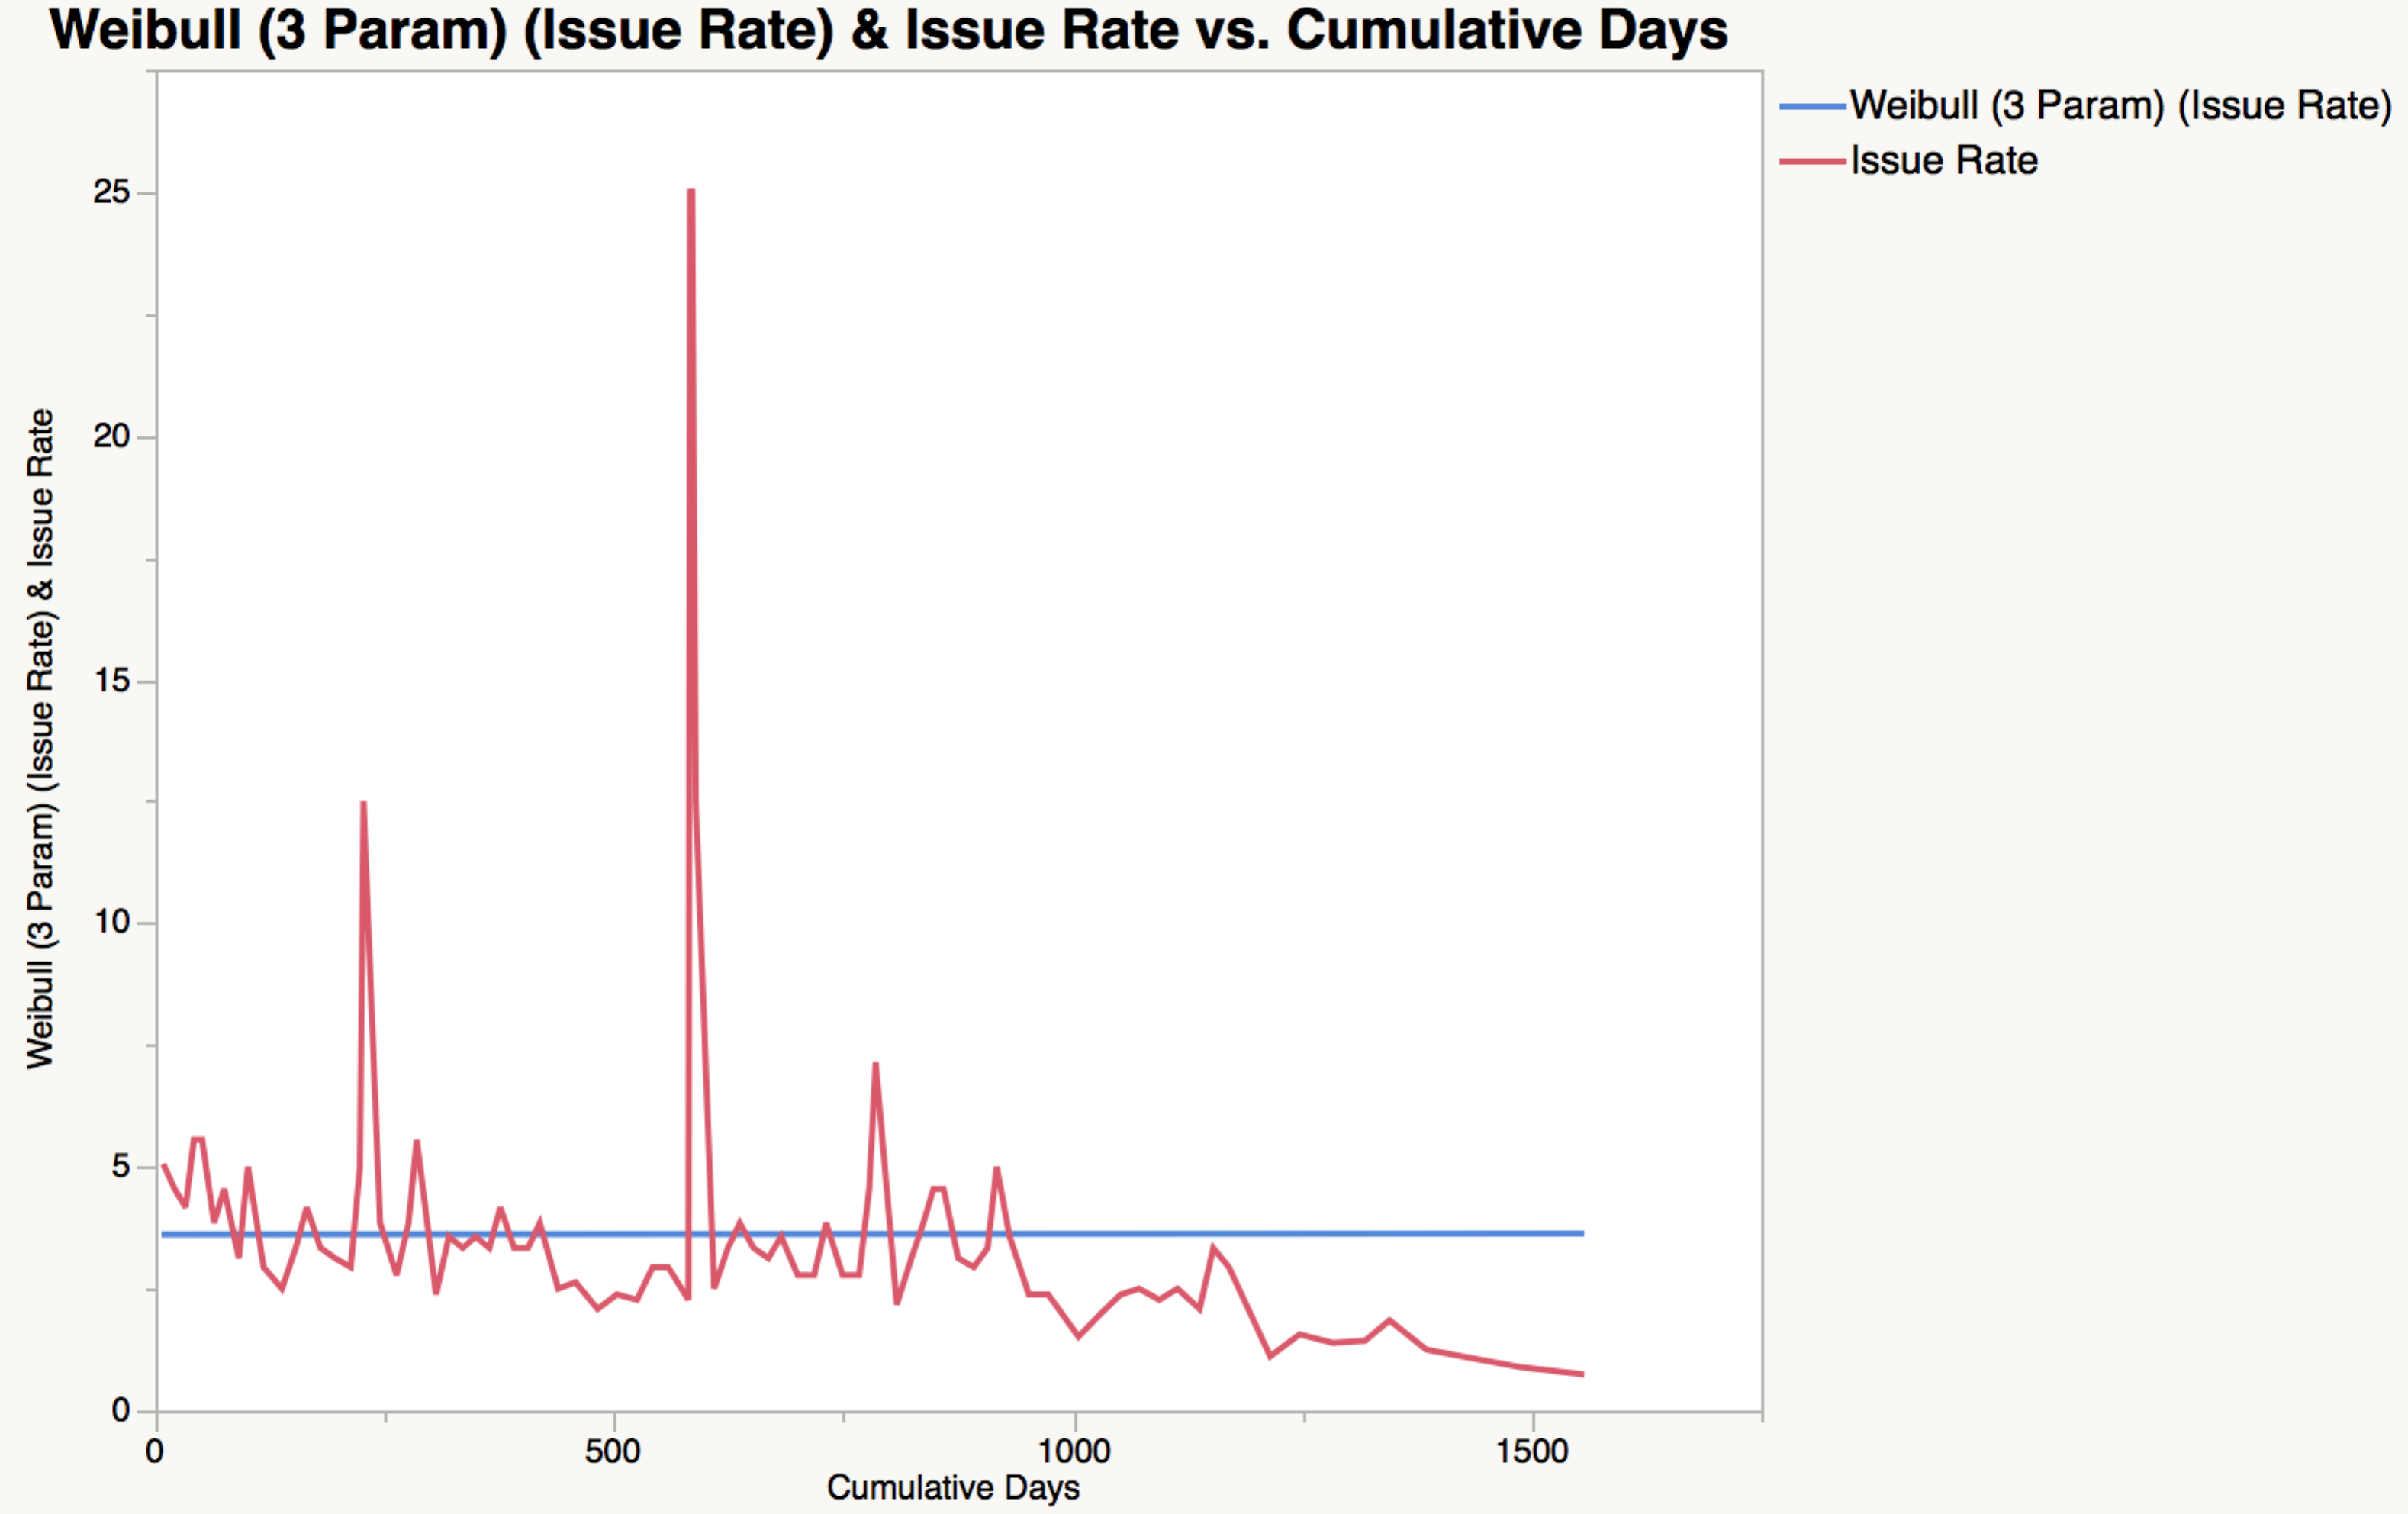 Weibull (3 Param) (Issue Rate) & Issue Rate vs. Cumulative Days
Weibull (3 Param) (Issue Rate)
Issue Rate
Weibull (3 Param) (Issue Rate) & Issue Rate
25
20
15
10
5
0
0 500 1000 1500
Cumulative Days